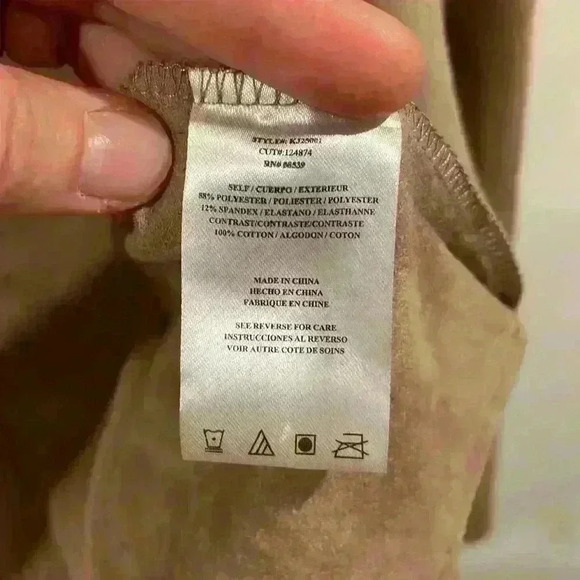 STYLE#: KJ25001
CUT#: 124874
RN# 86539
SELF / CUERPO / EXTERIEUR
88% POLYESTER / POLIESTER / POLYESTER
12% SPANDEX / ELASTANO / ELASTHANNE
CONTRAST/CONTRASTE/CONTRASTE
100% COTTON / ALGODON / COTON
MADE IN CHINA
HECHO EN CHINA
FABRIQUE EN CHINE
SEE REVERSE FOR CARE
INSTRUCCIONES AL REVERSO
VOIR AUTRE COTE DE SOINS